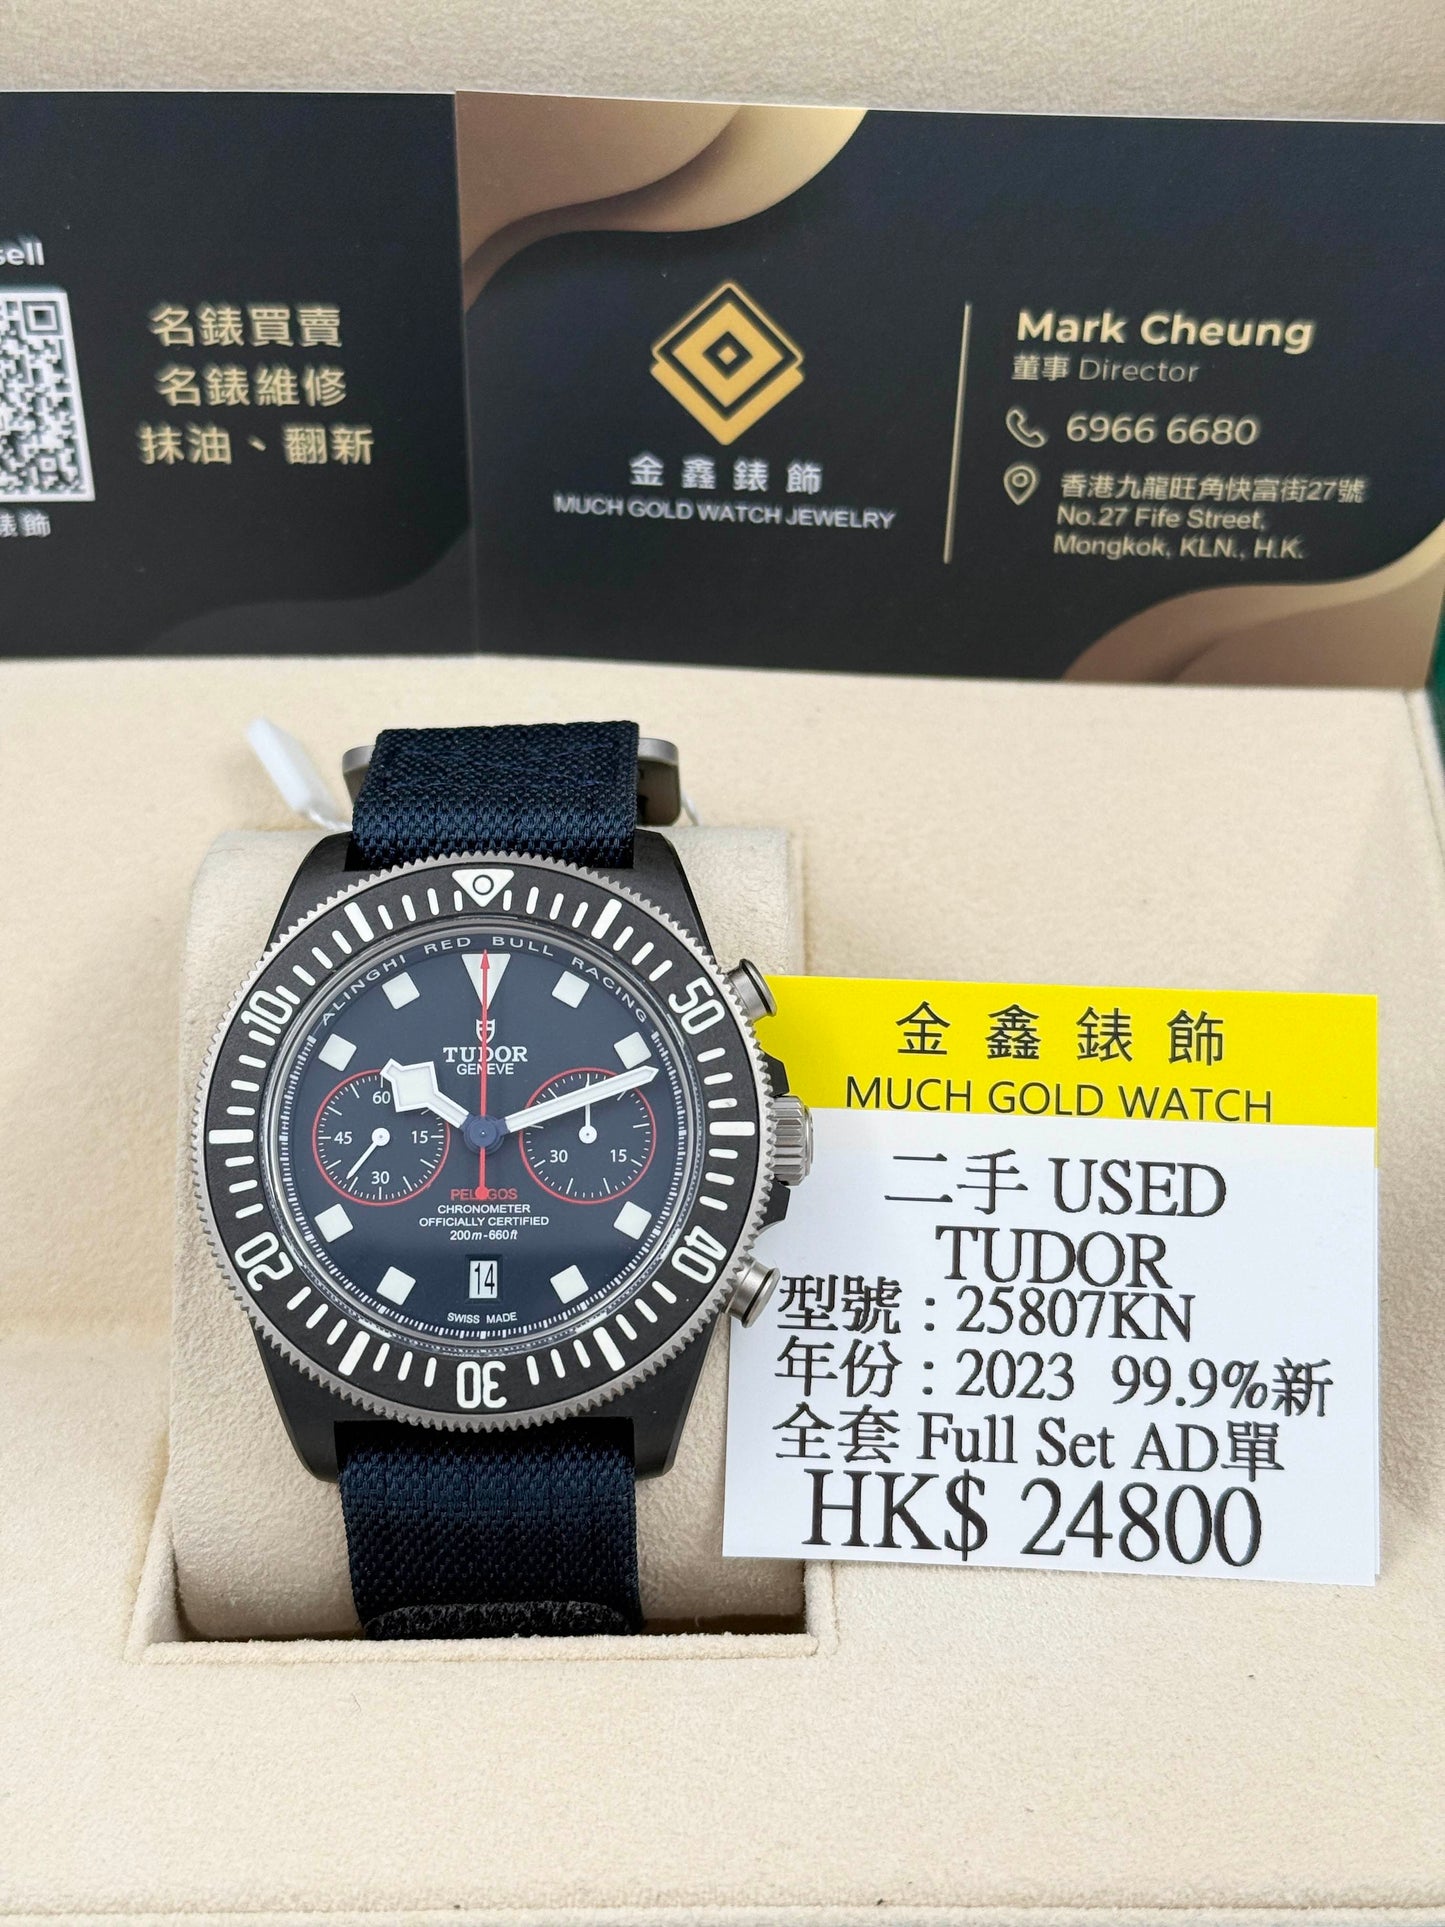 sell
名錶買賣
名錶維修
抹油、翻新
錶飾
金鑫錶飾
MUCH GOLD WATCH JEWELRY
Mark Cheung
董事 Director
6966 6680
香港九龍旺角快富街27號
No.27 Fife Street,
Mongkok, KLN., H.K.
ALINGHI RED BULL RACING
TUDOR
GENEVE
60
45 15
30
30 15
PELAGOS
CHRONOMETER
OFFICIALLY CERTIFIED
200m-660ft
14
SWISS MADE
10
20
30
40
50
金鑫錶飾
MUCH GOLD WATCH
二手 USED
TUDOR
型號 : 25807KN
年份 : 2023 99.9%新
全套 Full Set AD單
HK$ 24800